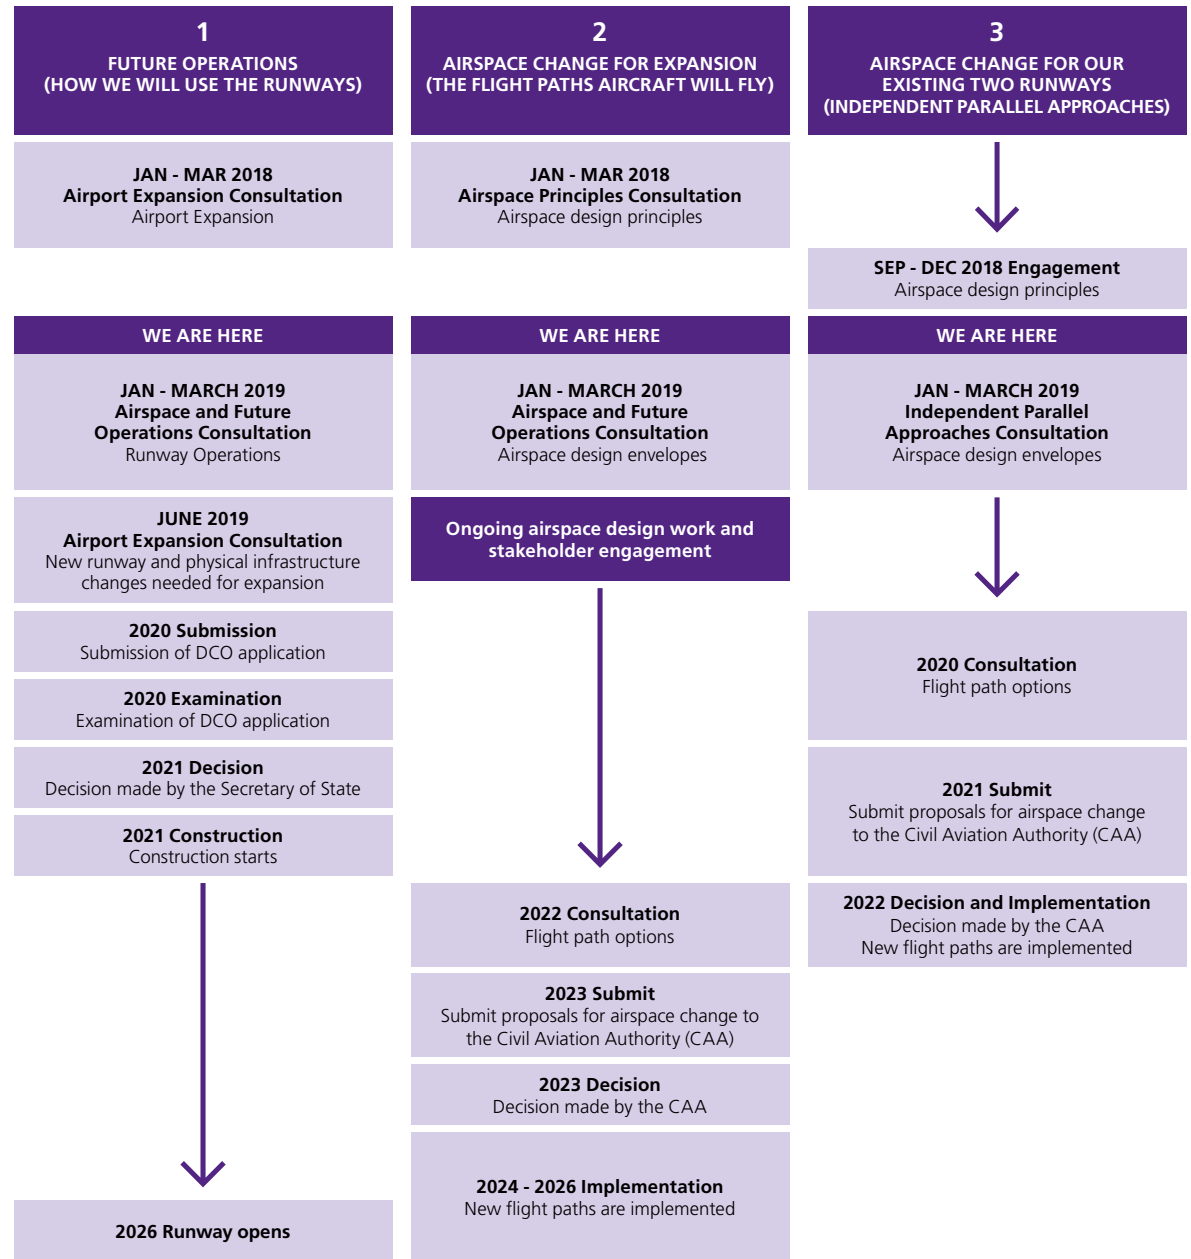 1
FUTURE OPERATIONS
(HOW WE WILL USE THE RUNWAYS)
JAN - MAR 2018
Airport Expansion Consultation
Airport Expansion
WE ARE HERE
JAN - MARCH 2019
Airspace and Future
Operations Consultation
Runway Operations
JUNE 2019
Airport Expansion Consultation
New runway and physical infrastructure
changes needed for expansion
2020 Submission
Submission of DCO application
2020 Examination
Examination of DCO application
2021 Decision
Decision made by the Secretary of State
2021 Construction
Construction starts
2026 Runway opens
2
AIRSPACE CHANGE FOR EXPANSION
(THE FLIGHT PATHS AIRCRAFT WILL FLY)
JAN - MAR 2018
Airspace Principles Consultation
Airspace design principles
WE ARE HERE
JAN - MARCH 2019
Airspace and Future
Operations Consultation
Airspace design envelopes
Ongoing airspace design work and
stakeholder engagement
2022 Consultation
Flight path options
2023 Submit
Submit proposals for airspace change to
the Civil Aviation Authority (CAA)
2023 Decision
Decision made by the CAA
2024 - 2026 Implementation
New flight paths are implemented
3
AIRSPACE CHANGE FOR OUR
EXISTING TWO RUNWAYS
(INDEPENDENT PARALLEL APPROACHES)
SEP - DEC 2018 Engagement
Airspace design principles
WE ARE HERE
JAN - MARCH 2019
Independent Parallel
Approaches Consultation
Airspace design envelopes
2020 Consultation
Flight path options
2021 Submit
Submit proposals for airspace change
to the Civil Aviation Authority (CAA)
2022 Decision and Implementation
Decision made by the CAA
New flight paths are implemented